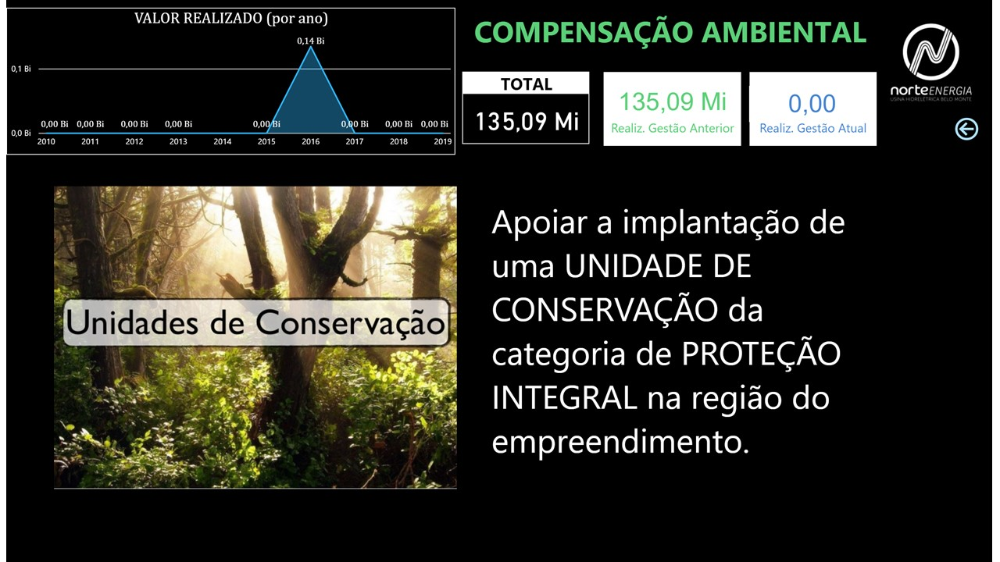 VALOR REALIZADO (por ano)
0,14 Bi
0,1 Bi
0,00 Bi 0,00 Bi 0,00 Bi 0,00 Bi 0,00 Bi 0,00 Bi 0,00 Bi 0,00 Bi
0,0 Bi
2010 2011 2012 2013 2014 2015 2016 2017 2018 2019
COMPENSAÇÃO AMBIENTAL
TOTAL
135,09 Mi
135,09 Mi
Realiz. Gestão Anterior
0,00
Realiz. Gestão Atual
norteENERGIA
USINA HIDRELÉTRICA BELO MONTE
Unidades de Conservação
Apoiar a implantação de
uma UNIDADE DE
CONSERVAÇÃO da
categoria de PROTEÇÃO
INTEGRAL na região do
empreendimento.